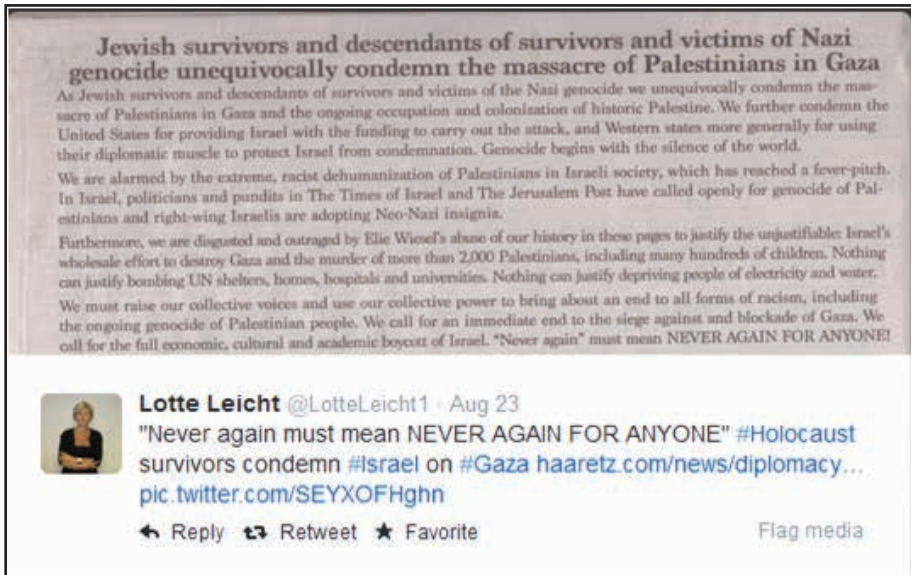 Jewish survivors and descendants of survivors and victims of Nazi
genocide unequivocally condemn the massacre of Palestinians in Gaza
As Jewish survivors and descendants of survivors and victims of the Nazi genocide we unequivocally condemn the mas-
sacre of Palestinians in Gaza and the ongoing occupation and colonization of historic Palestine. We further condemn the
United States for providing Israel with the funding to carry out the attack, and Western states more generally for using
their diplomatic muscle to protect Israel from condemnation. Genocide begins with the silence of the world.
We are alarmed by the extreme, racist dehumanization of Palestinians in Israeli society, which has reached a fever-pitch.
In Israel, politicians and pundits in The Times of Israel and The Jerusalem Post have called openly for genocide of Pal-
estinians and right-wing Israelis are adopting Neo-Nazi insignia.
Furthermore, we are disgusted and outraged by Elie Wiesel's abuse of our history in these pages to justify the unjustifiable: Israel's
wholesale effort to destroy Gaza and the murder of more than 2,000 Palestinians, including many hundreds of children. Nothing
can justify bombing UN shelters, homes, hospitals and universities. Nothing can justify depriving people of electricity and water.
We must raise our collective voices and use our collective power to bring about an end to all forms of racism, including
the ongoing genocide of Palestinian people. We call for an immediate end to the siege against and blockade of Gaza. We
call for the full economic, cultural and academic boycott of Israel. "Never again" must mean NEVER AGAIN FOR ANYONE!
Lotte Leicht @LotteLeicht1 · Aug 23
"Never again must mean NEVER AGAIN FOR ANYONE" #Holocaust
survivors condemn #Israel on #Gaza haaretz.com/news/diplomacy...
pic.twitter.com/SEYXOFHghn
Reply Retweet Favorite Flag media